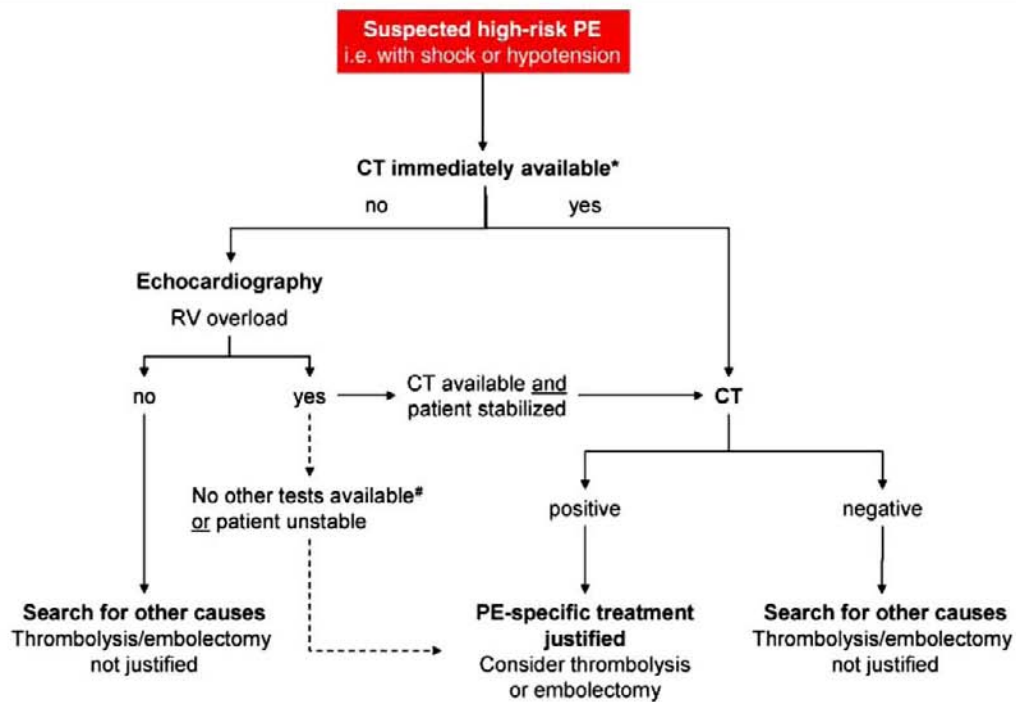 Suspected high-risk PE
i.e. with shock or hypotension
CT immediately available*
no
yes
Echocardiography
RV overload
no
yes
CT available and
patient stabilized
CT
No other tests available#
or patient unstable
positive
negative
Search for other causes
Thrombolysis/embolectomy
not justified
PE-specific treatment
justified
Consider thrombolysis
or embolectomy
Search for other causes
Thrombolysis/embolectomy
not justified